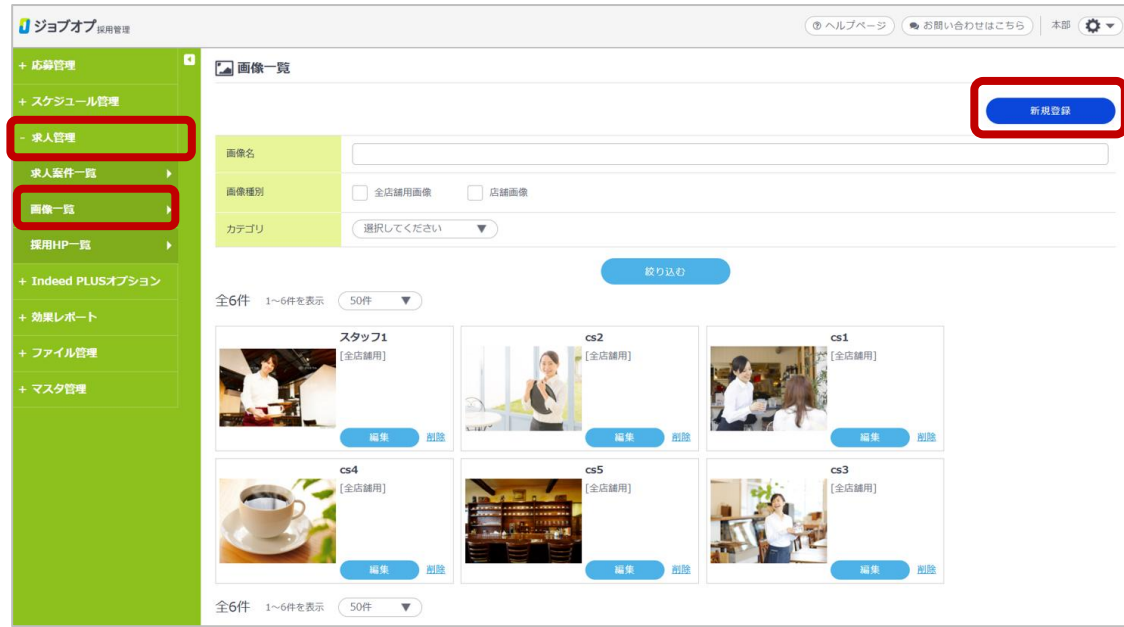 ジョブオプ採用管理
ヘルプページ お問い合わせはこちら 本部
+ 応募管理
画像一覧
+ スケジュール管理
新規登録
- 求人管理
画像名
求人案件一覧
画像種別 全店舗用画像 店舗画像
画像一覧
カテゴリ 選択してください ▼
採用HP一覧
絞り込む
+ Indeed PLUSオプション
全6件 1~6件を表示 50件 ▼
+ 効果レポート
+ ファイル管理
+ マスタ管理
スタッフ1 cs2 cs1
[全店舗用] [全店舗用] [全店舗用]
編集 削除 編集 削除 編集 削除
cs4 cs5 cs3
[全店舗用] [全店舗用] [全店舗用]
編集 削除 編集 削除 編集 削除
全6件 1~6件を表示 50件 ▼